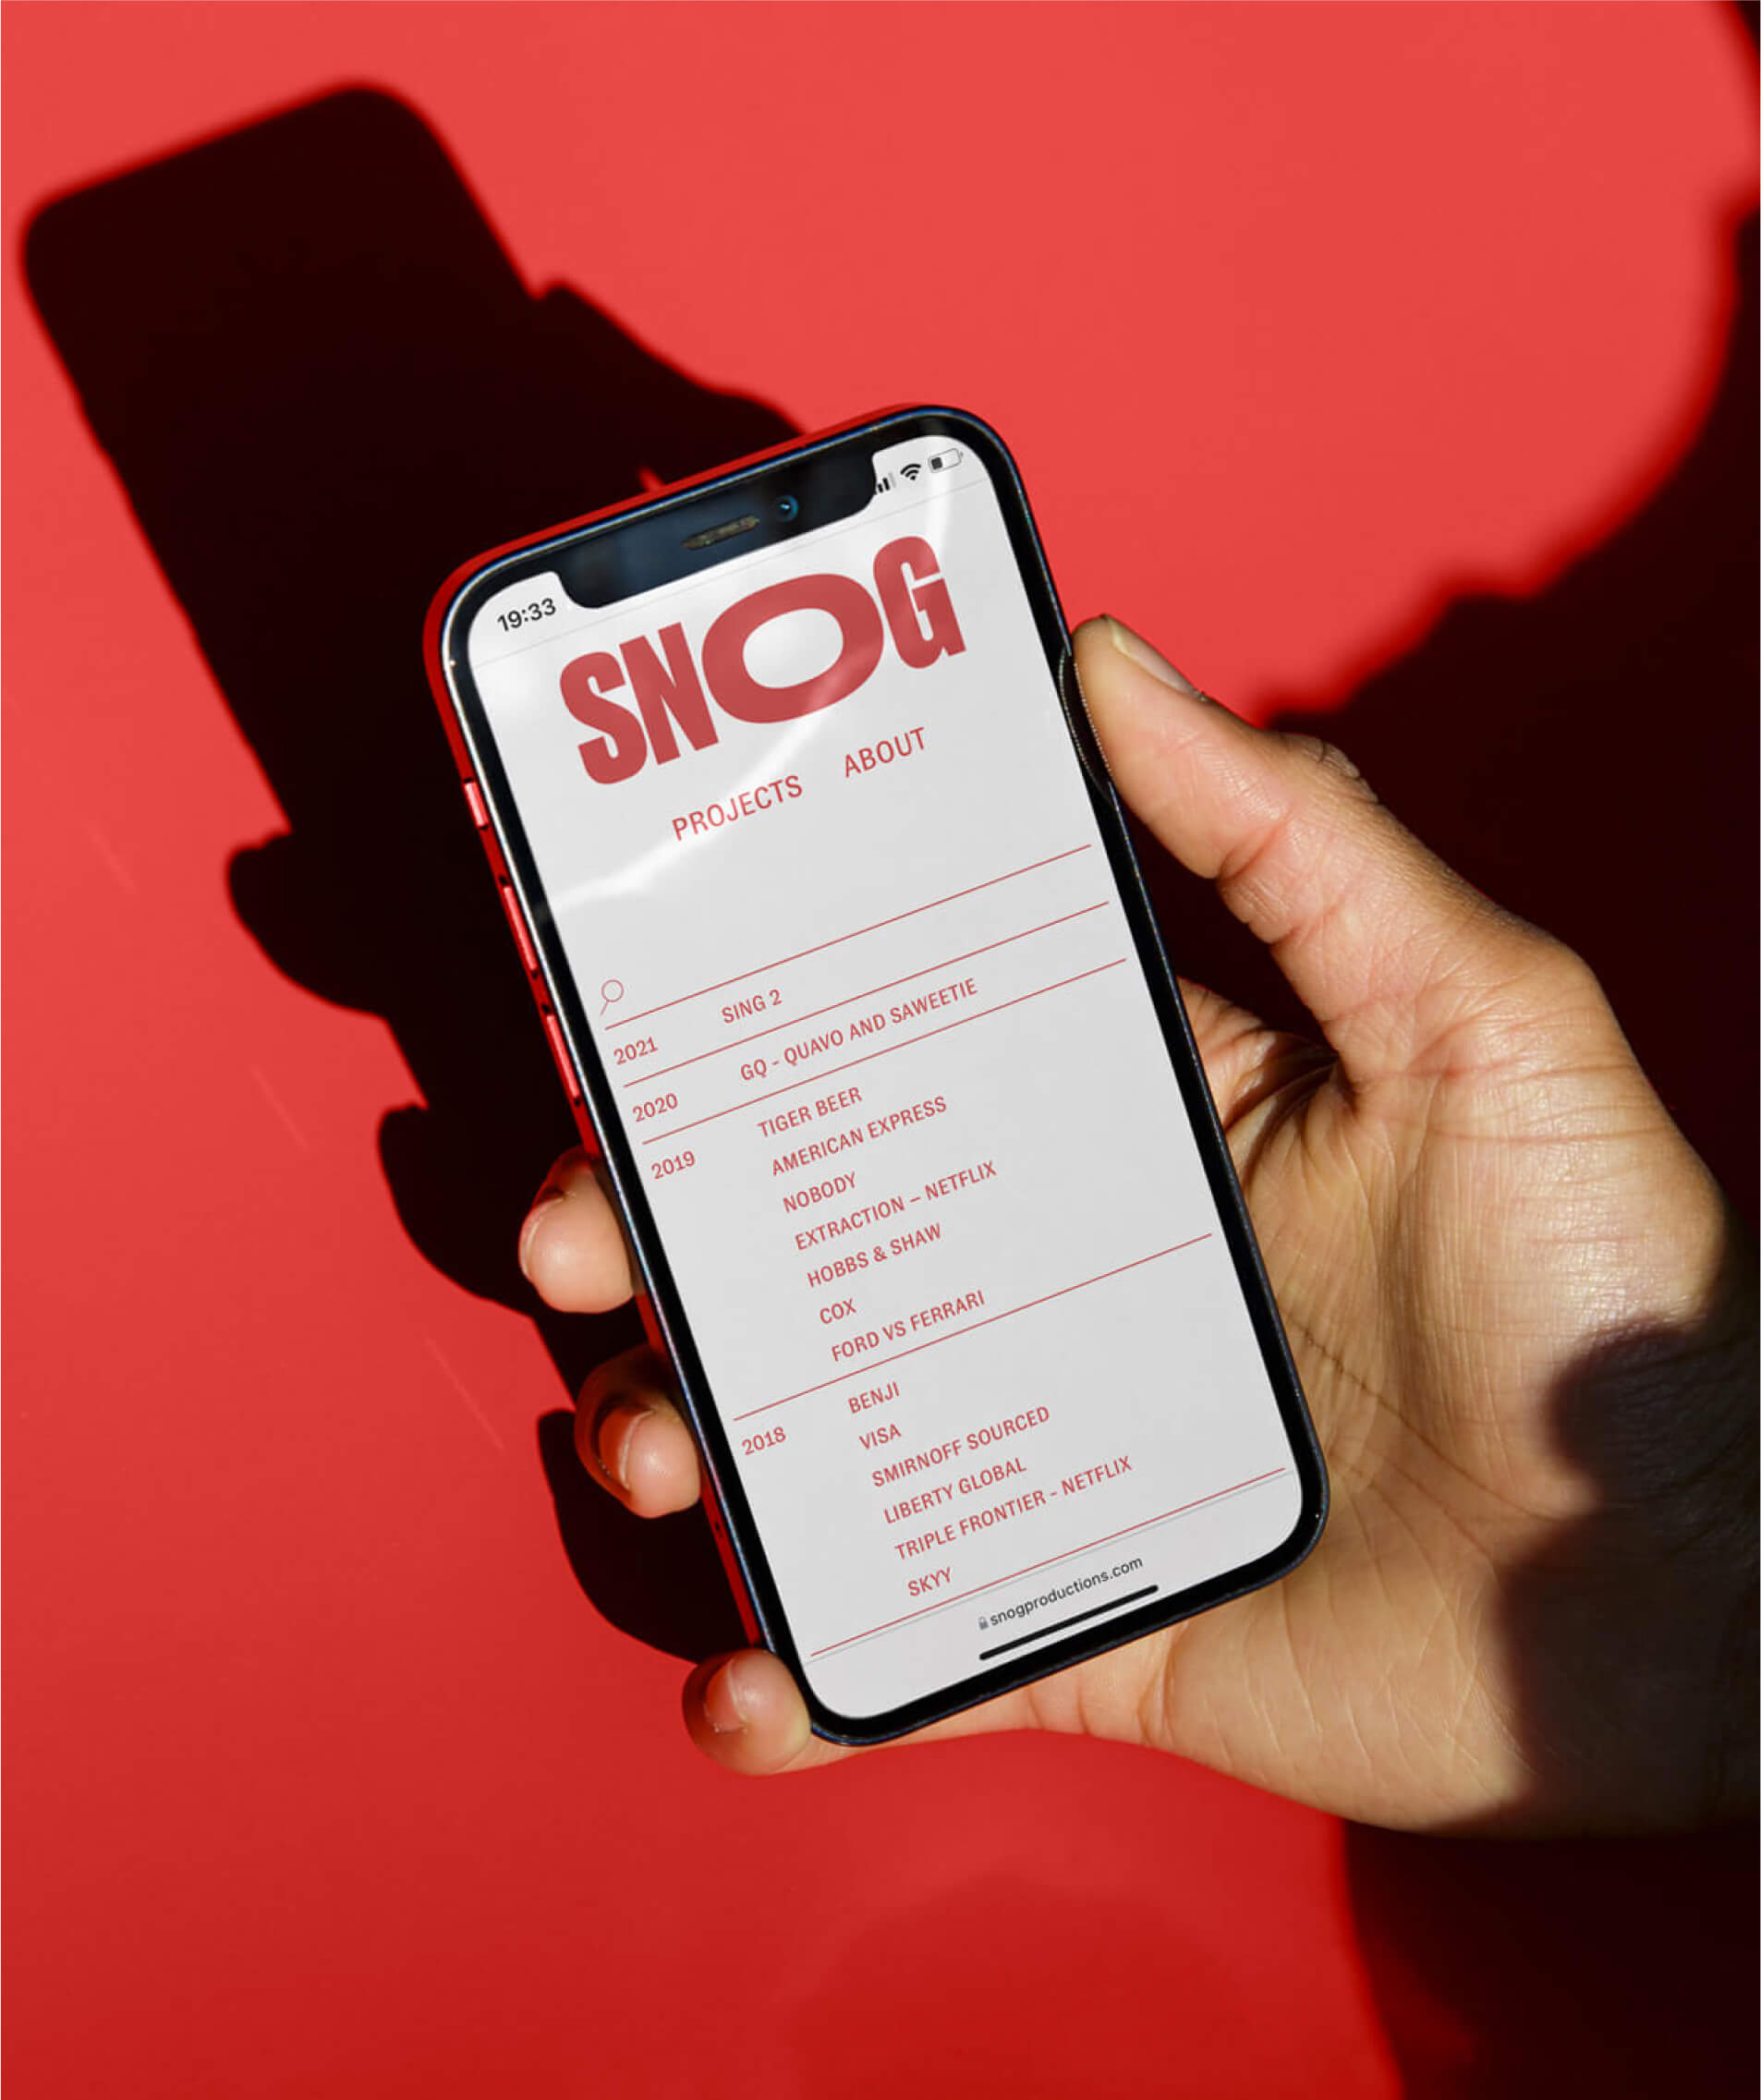 19:33
SNOG
PROJECTS ABOUT
2021 SING 2
2020 GQ - QUAVO AND SAWEETIE
2019 TIGER BEER
AMERICAN EXPRESS
NOBODY
EXTRACTION – NETFLIX
HOBBS & SHAW
COX
FORD VS FERRARI
2018 BENJI
VISA
SMIRNOFF SOURCED
LIBERTY GLOBAL
TRIPLE FRONTIER - NETFLIX
SKYY
snogproductions.com